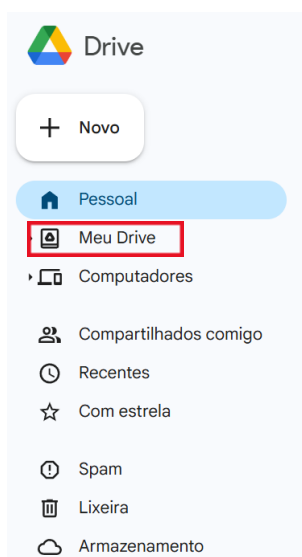 Drive
Novo
Pessoal
Meu Drive
Computadores
Compartilhados comigo
Recentes
Com estrela
Spam
Lixeira
Armazenamento